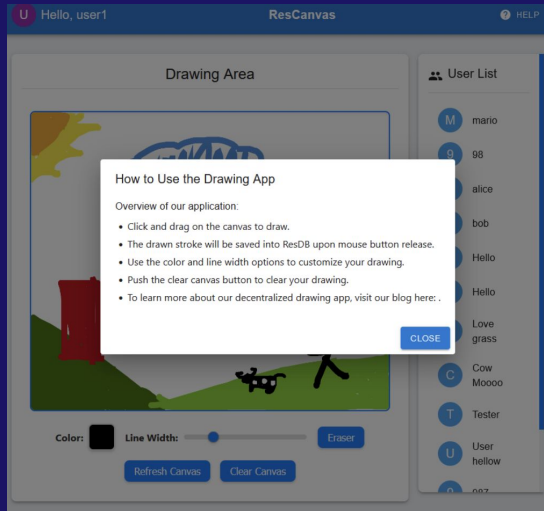 U Hello, user1
ResCanvas
? HELP
Drawing Area
User List
M mario
9 98
alice
bob
Hello
Hello
Love
grass
C Cow
Moooo
T Tester
U User
hellow
How to Use the Drawing App
Overview of our application:
• Click and drag on the canvas to draw.
• The drawn stroke will be saved into ResDB upon mouse button release.
• Use the color and line width options to customize your drawing.
• Push the clear canvas button to clear your drawing.
• To learn more about our decentralized drawing app, visit our blog here: .
CLOSE
Color:
Line Width:
Eraser
Refresh Canvas
Clear Canvas